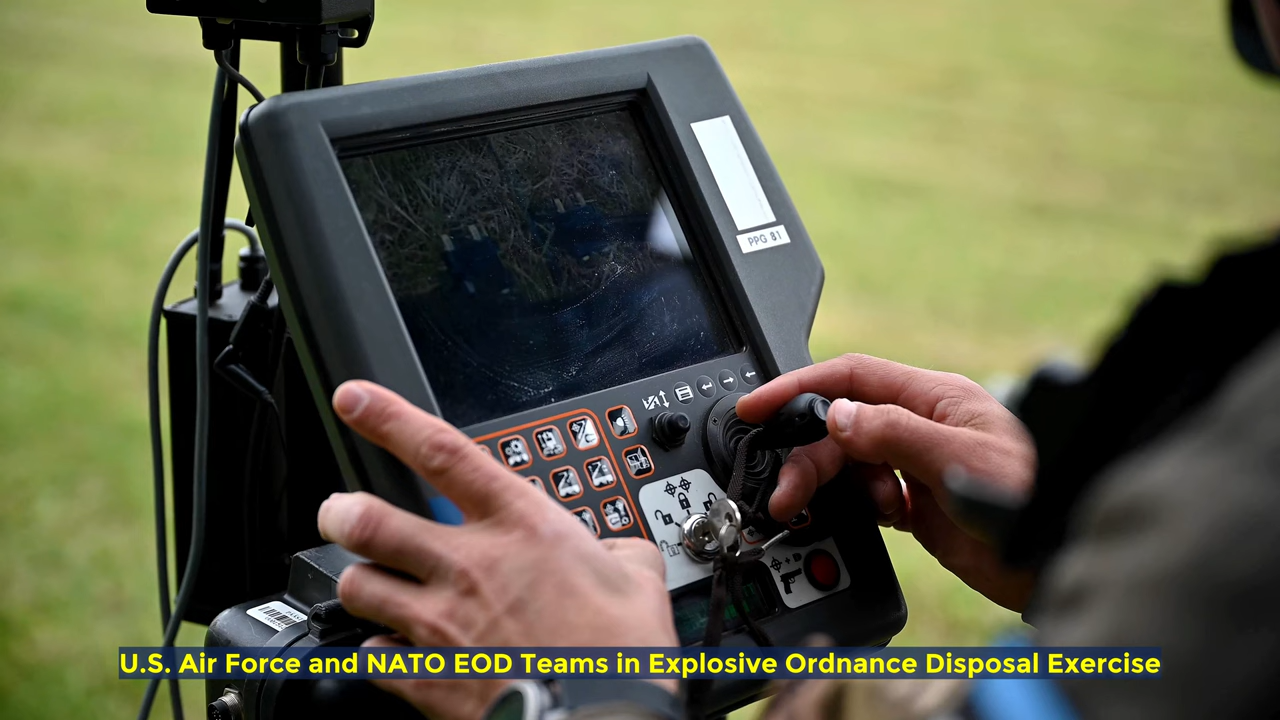 PPG 81
U.S. Air Force and NATO EOD Teams in Explosive Ordnance Disposal Exercise